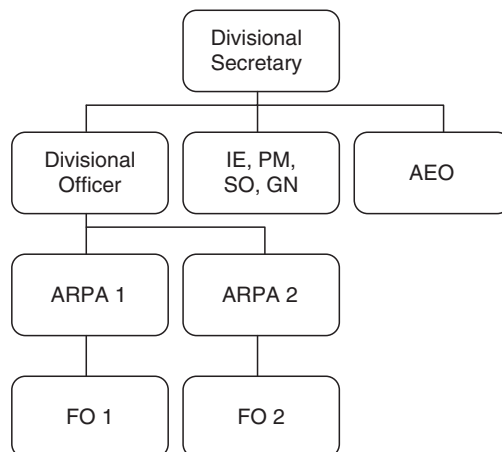 Divisional
Secretary
Divisional
Officer
IE, PM,
SO, GN
AEO
ARPA 1
ARPA 2
FO 1
FO 2